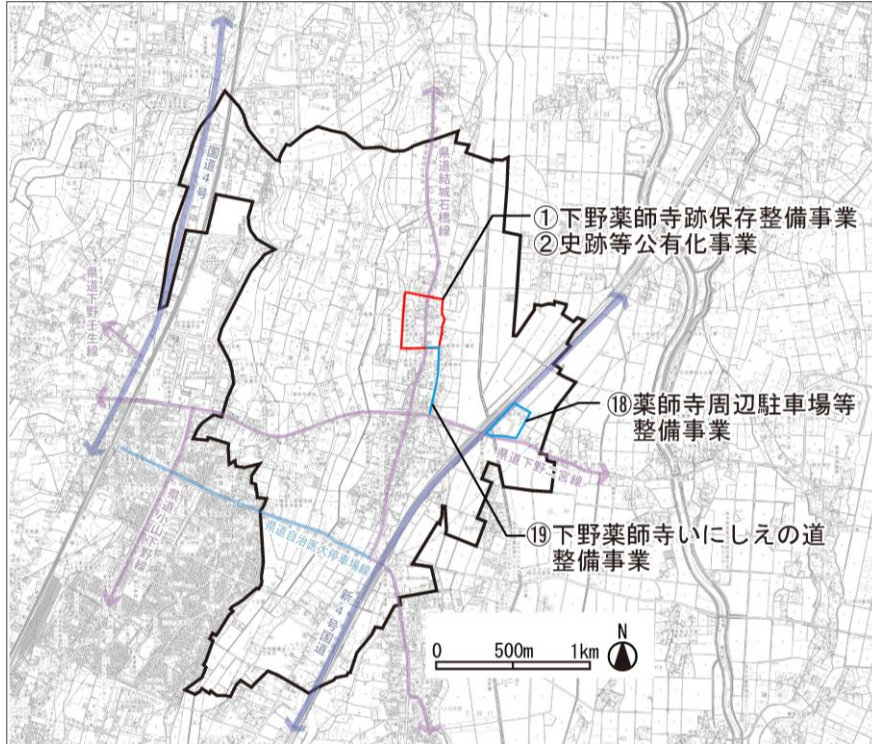 国道4号
県道結城石橋線
①下野薬師寺跡保存整備事業
②史跡等公有化事業
県道下野壬生線
⑱薬師寺周辺駐車場等
整備事業
県道下野二宮線
県道小山下野線
県道自治医大停車場線
⑲下野薬師寺いにしえの道
整備事業
新4号国道
0 500m 1km
N